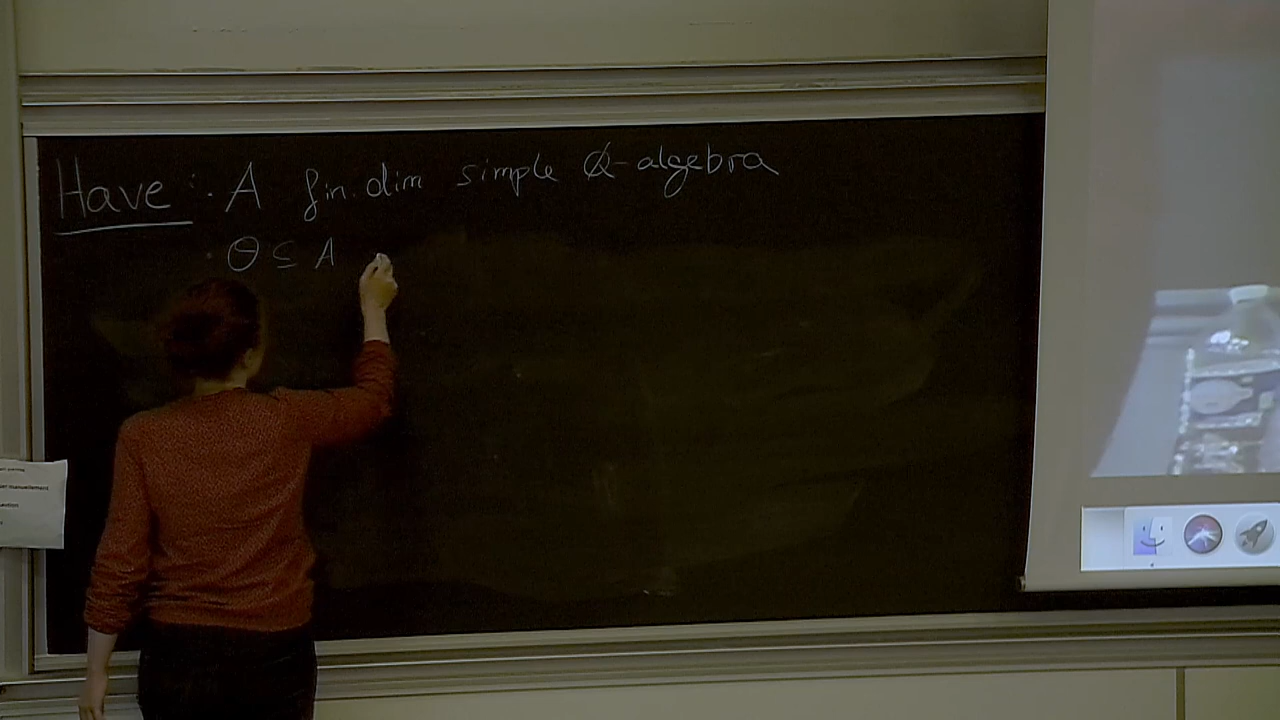 Have : · A fin. dim simple Q-algebra
· O ⊆ A